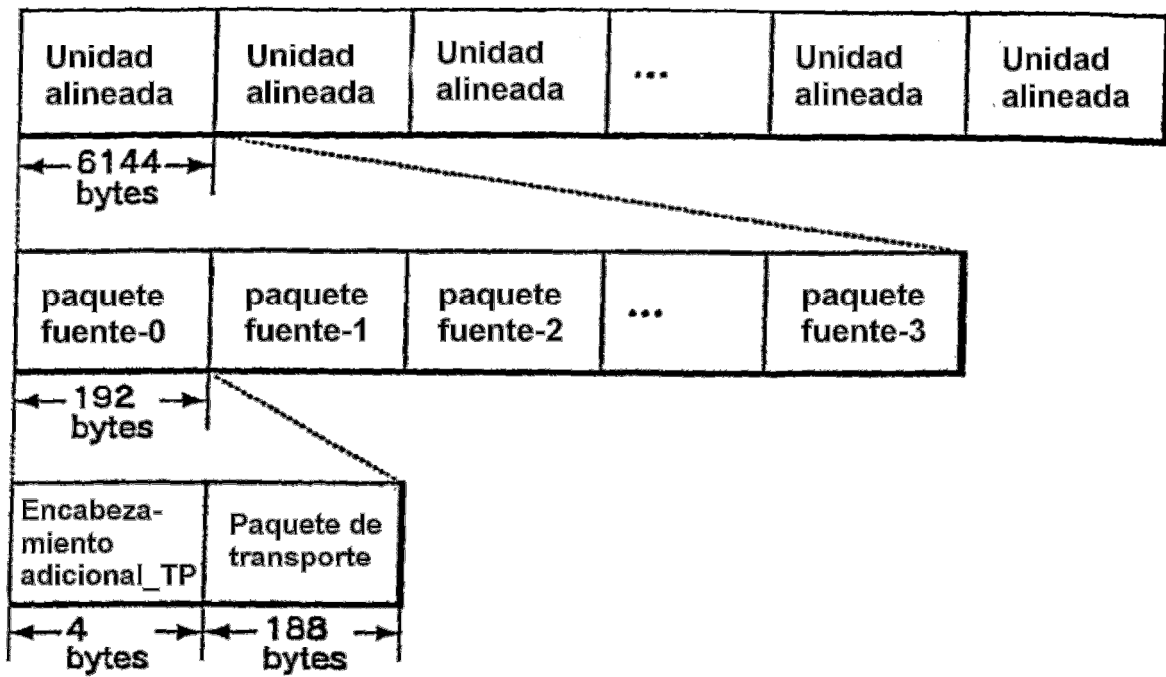 Unidad alineada
Unidad alineada
Unidad alineada
...
Unidad alineada
Unidad alineada
6144 bytes
paquete fuente-0
paquete fuente-1
paquete fuente-2
...
paquete fuente-3
192 bytes
Encabeza-
miento
adicional_TP
Paquete de
transporte
4 bytes
188 bytes